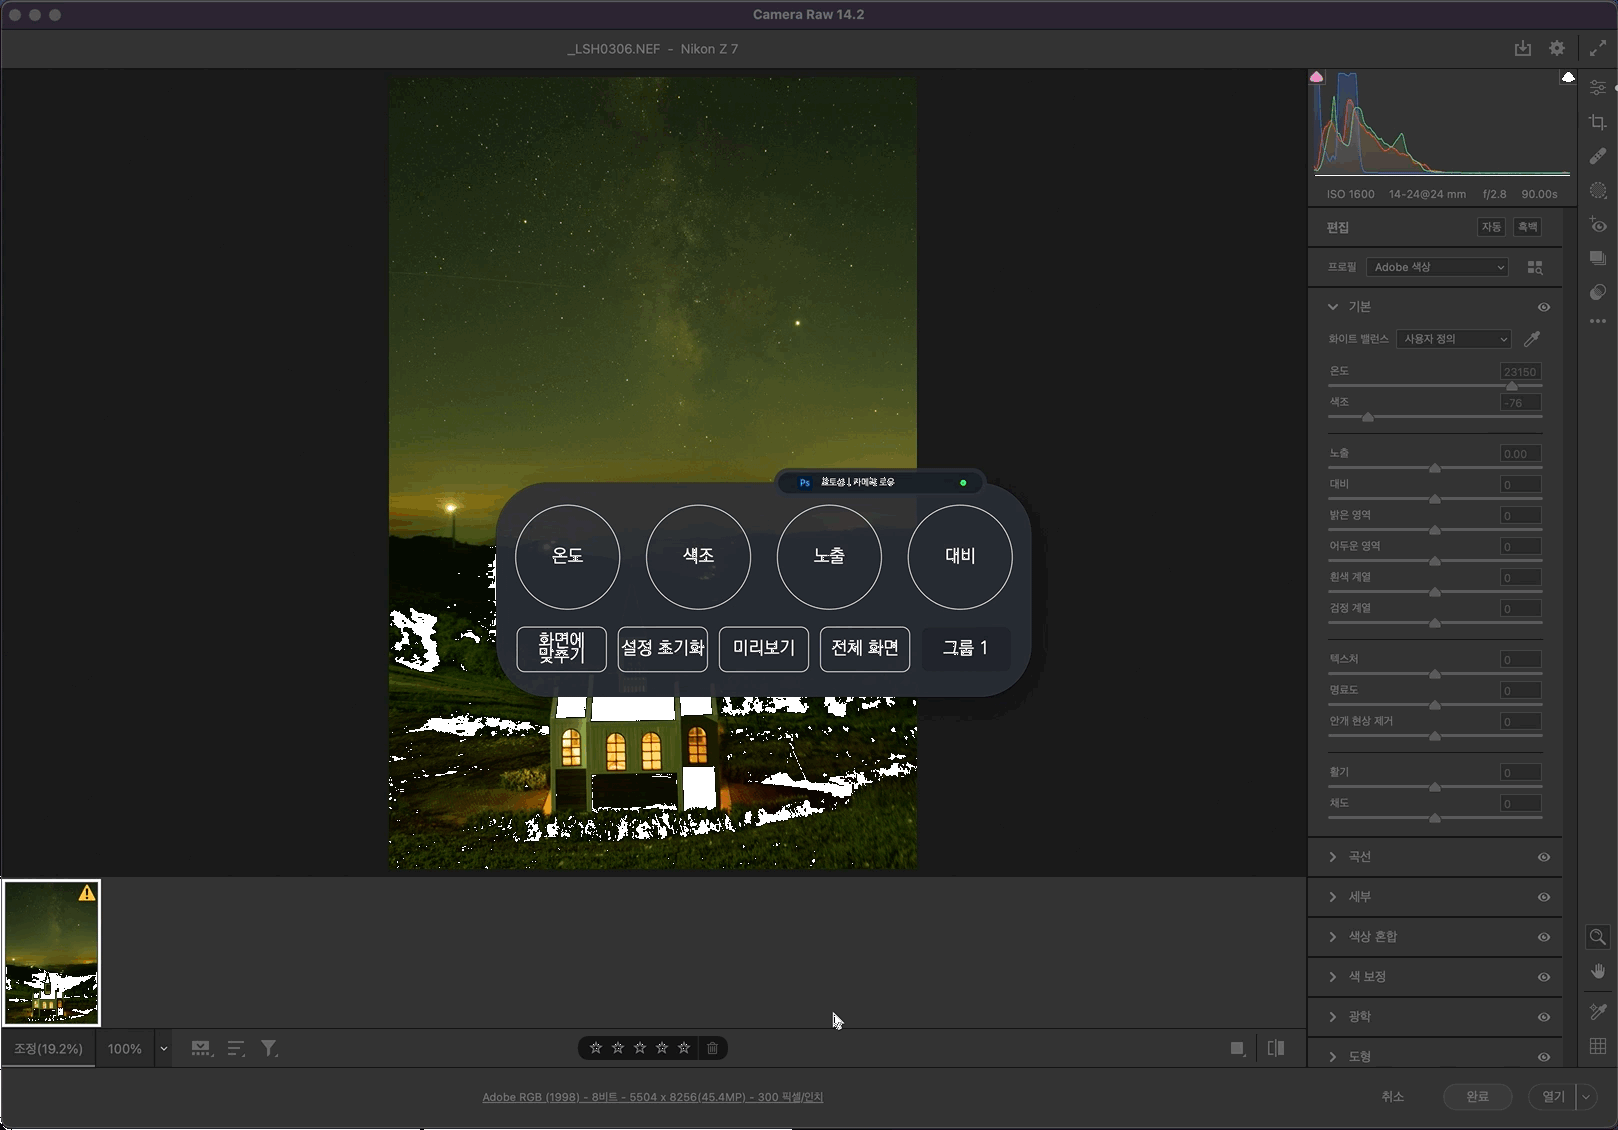 Camera Raw 14.2
_LSH0306.NEF - Nikon Z 7
ISO 1600 14-24@24 mm f/2.8 90.00s
편집 자동 흑백
프로필 Adobe 색상
기본
화이트 밸런스 사용자 정의
온도 23150
색조 -76
노출 0.00
대비 0
밝은 영역 0
어두운 영역 0
흰색 계열 0
검정 계열 0
텍스처 0
명료도 0
안개 현상 제거 0
활기 0
채도 0
곡선
세부
색상 혼합
색 보정
광학
도형
Ps 포토샵 | 카메라 로우
온도 색조 노출 대비
화면에
맞추기
설정 초기화 미리보기 전체 화면 그룹 1
조정(19.2%) 100%
Adobe RGB (1998) - 8비트 - 5504 x 8256(45.4MP) - 300 픽셀/인치
취소 완료 열기